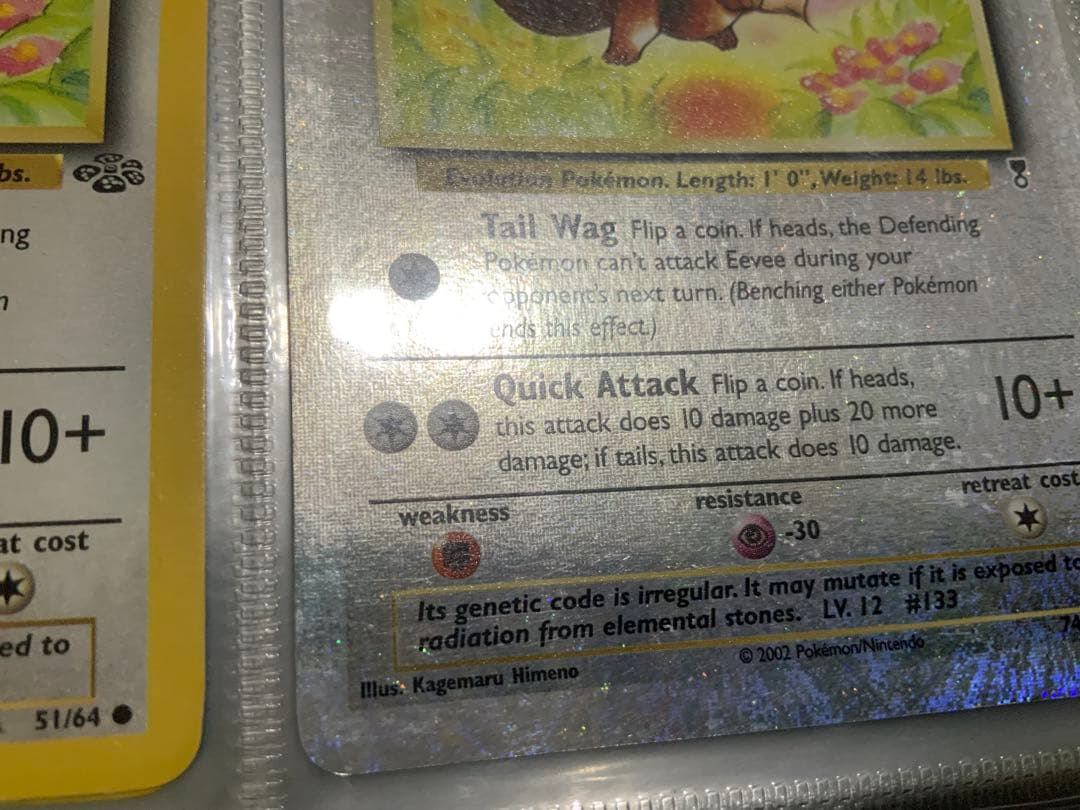 bs.
ng
10+
at cost
ed to
51/64
Evolution Pokémon. Length: 1' 0", Weight: 14 lbs.
Tail Wag Flip a coin. If heads, the Defending
Pokémon can't attack Eevee during your
opponent's next turn. (Benching either Pokémon
ends this effect.)
Quick Attack Flip a coin. If heads,
this attack does 10 damage plus 20 more
damage; if tails, this attack does 10 damage.
10+
weakness
resistance
retreat cost
-30
Its genetic code is irregular. It may mutate if it is exposed to
radiation from elemental stones. LV. 12 #133
Illus. Kagemaru Himeno
© 2002 Pokémon/Nintendo
74